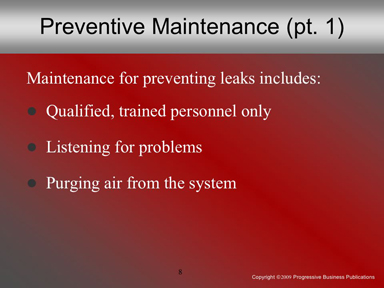 Preventive Maintenance (pt. 1)
Maintenance for preventing leaks includes:
Qualified, trained personnel only
Listening for problems
Purging air from the system
8
Copyright ©2009 Progressive Business Publications